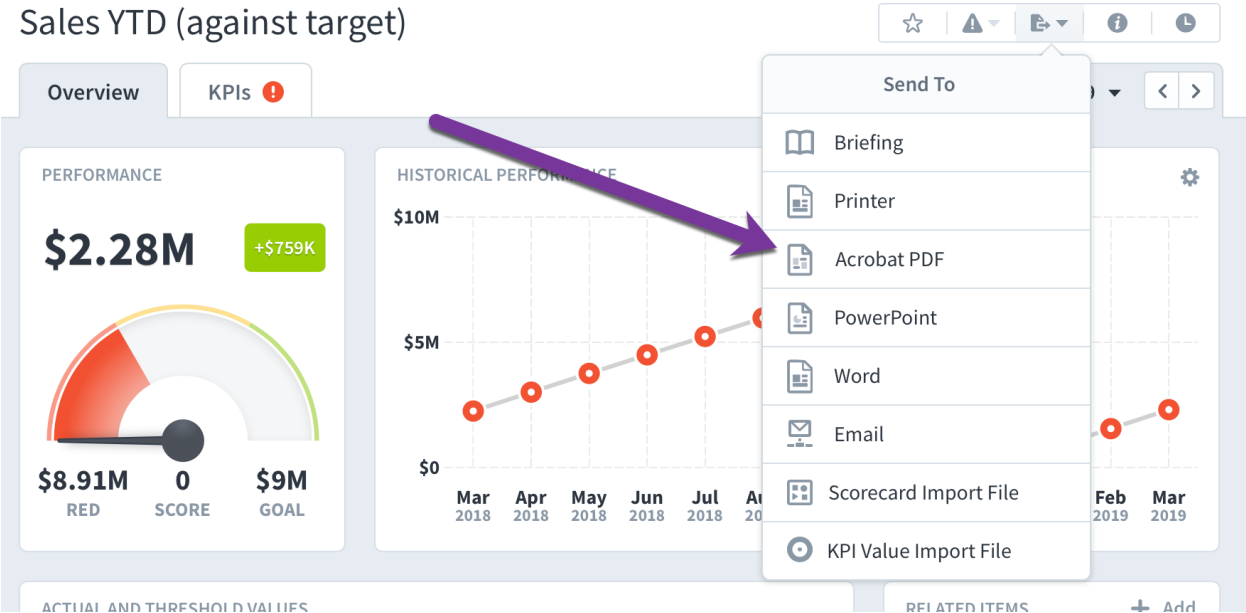 Sales YTD (against target)
Overview
KPIs
Send To
Briefing
Printer
Acrobat PDF
PowerPoint
Word
Email
Scorecard Import File
KPI Value Import File
PERFORMANCE
$2.28M
+$759K
$8.91M
RED
0
SCORE
$9M
GOAL
HISTORICAL PERFORMANCE
$10M
$5M
$0
Mar Apr May Jun Jul
2018 2018 2018 2018 2018
Feb Mar
2019 2019
ACTUAL AND THRESHOLD VALUES
RELATED ITEMS
Add